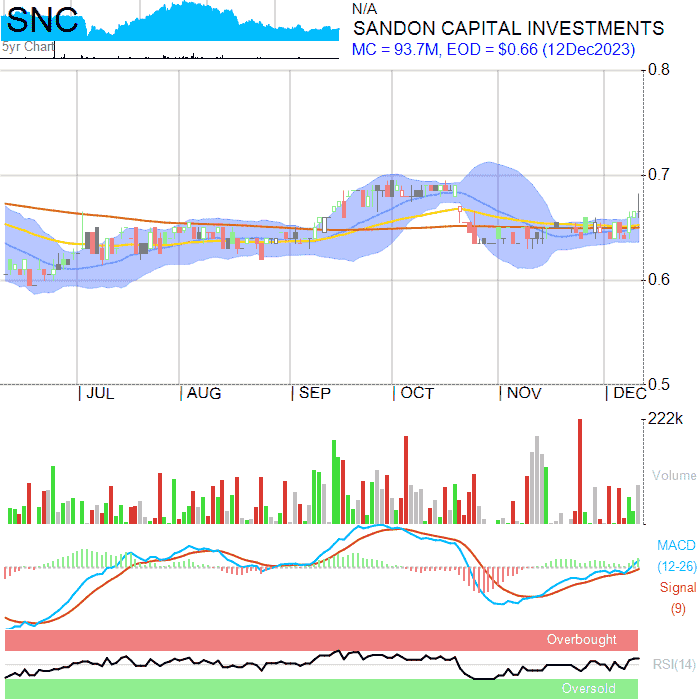 SNC
5yr Chart
N/A
SANDON CAPITAL INVESTMENTS
MC = 93.7M, EOD = $0.66 (12Dec2023)
0.8
0.7
0.6
0.5
JUL AUG SEP OCT NOV DEC
222k
Volume
MACD
(12-26)
Signal
(9)
Overbought
RSI(14)
Oversold